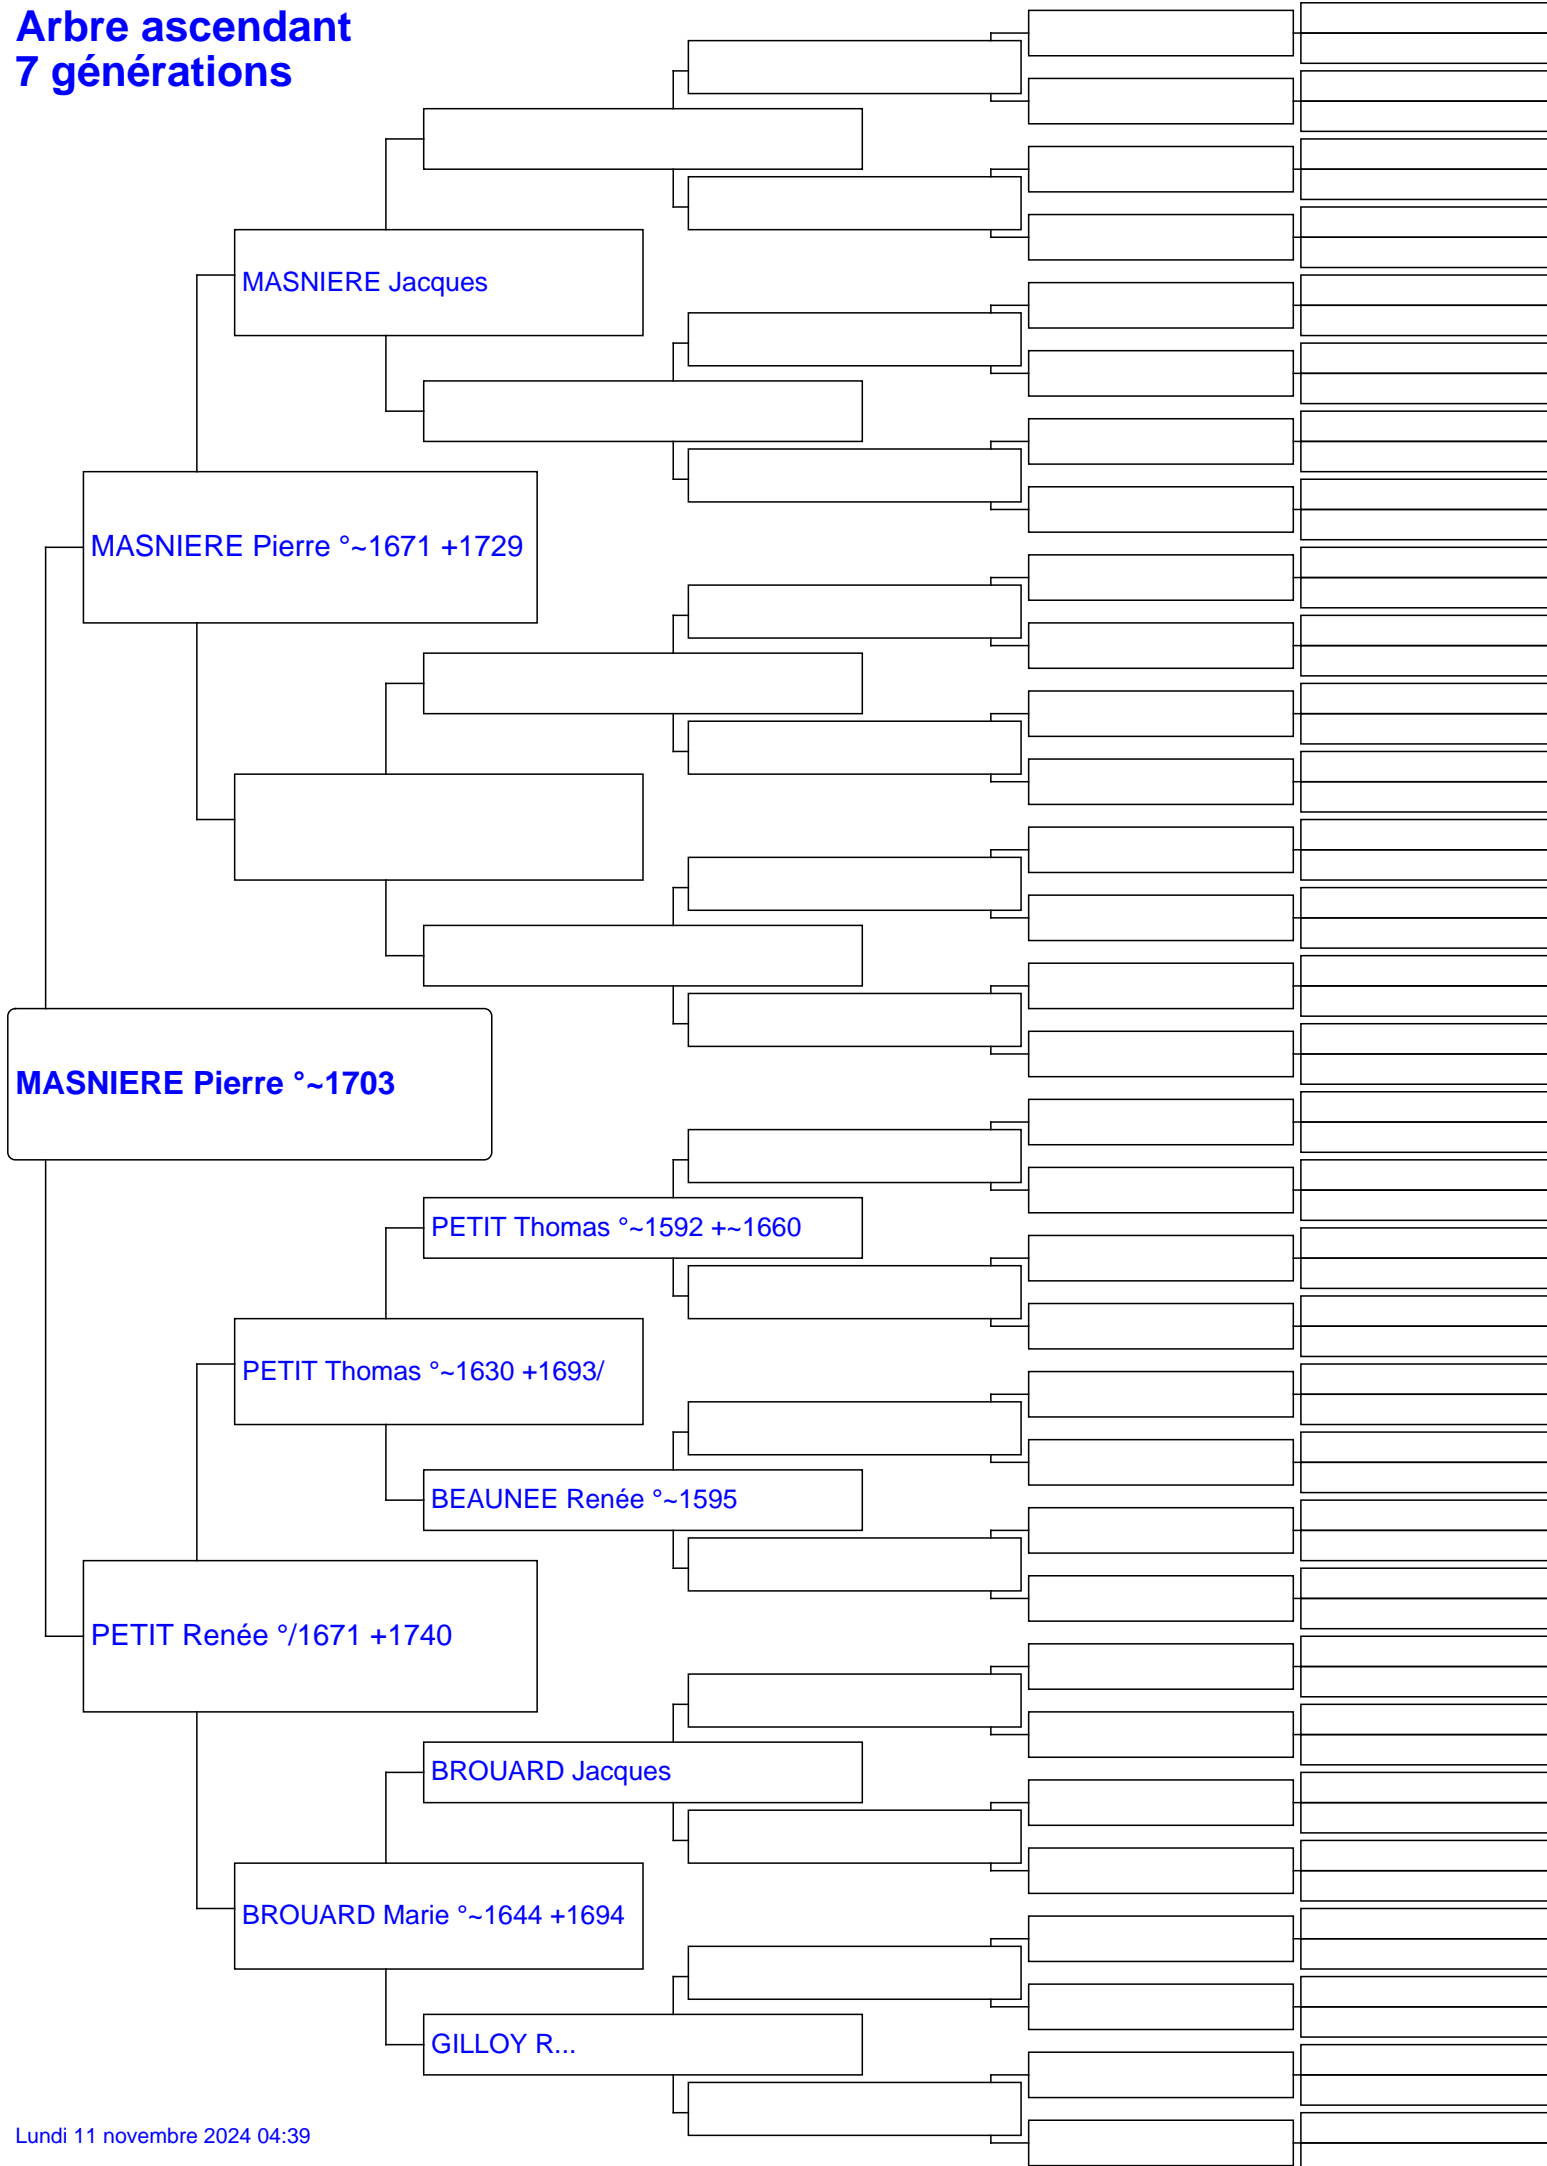 Arbre ascendant
7 générations
MASNIERE Jacques
MASNIERE Pierre °~1671 +1729
MASNIERE Pierre °~1703
PETIT Thomas °~1592 +~1660
PETIT Thomas °~1630 +1693/
BEAUNEE Renée °~1595
PETIT Renée °/1671 +1740
BROUARD Jacques
BROUARD Marie °~1644 +1694
GILLOY R...
Lundi 11 novembre 2024 04:39